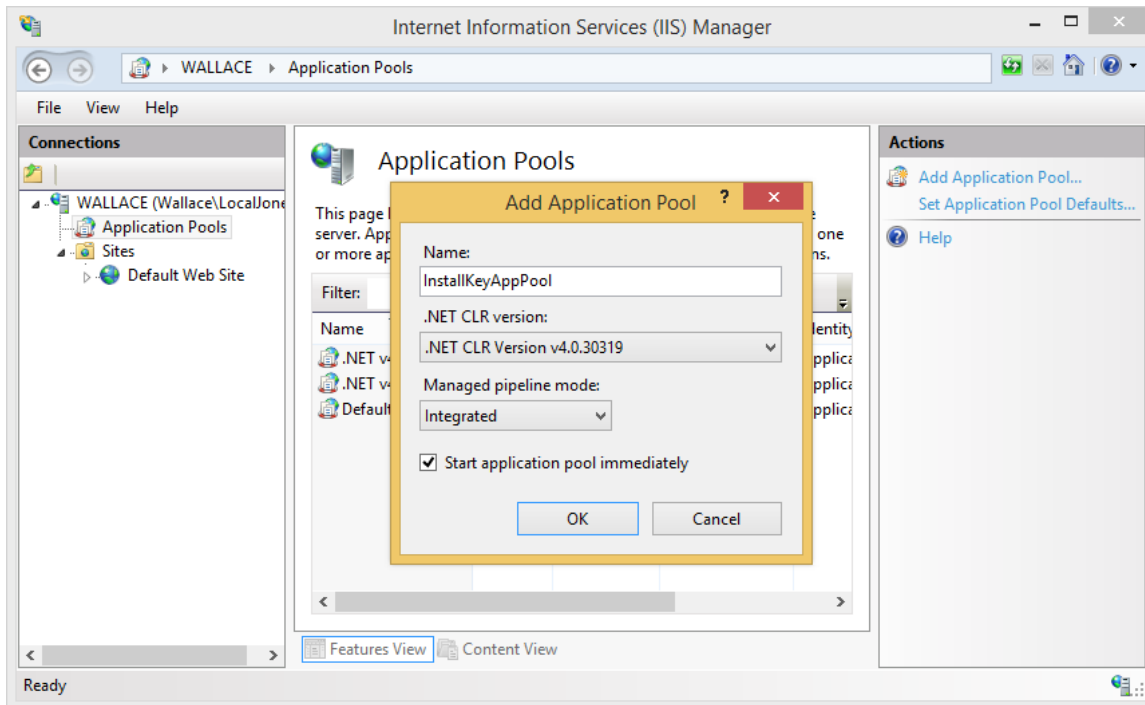 Internet Information Services (IIS) Manager
WALLACE Application Pools
File View Help
Connections
WALLACE (Wallace\LocalJone
Application Pools
Sites
Default Web Site
Application Pools
This page
server. App
or more ap
one
ns.
Filter:
Name
.NET v4
.NET v4
Default
dentity
pplica
pplica
pplica
Add Application Pool ?
Name:
InstallKeyAppPool
.NET CLR version:
.NET CLR Version v4.0.30319
Managed pipeline mode:
Integrated
Start application pool immediately
OK Cancel
Features View Content View
Actions
Add Application Pool...
Set Application Pool Defaults...
Help
Ready